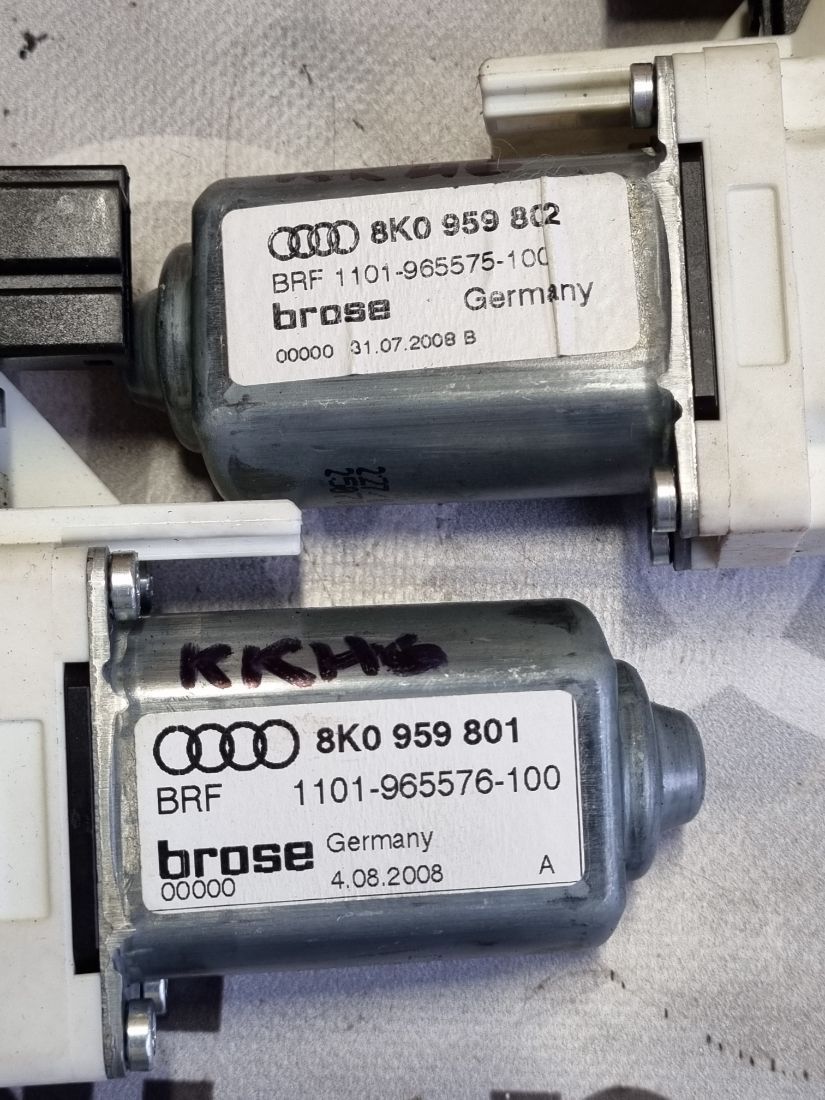 8K0 959 802
BRF 1101-965575-100
brose Germany
00000 31.07.2008 B
KKHG
8K0 959 801
BRF 1101-965576-100
brose Germany
00000 4.08.2008 A